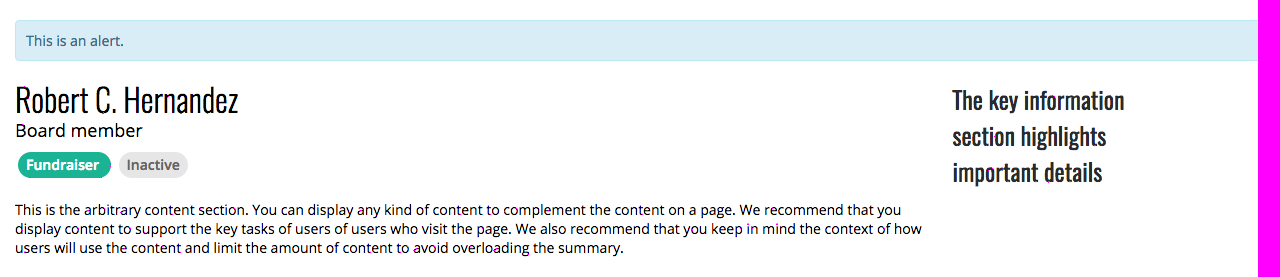 This is an alert.
Robert C. Hernandez
Board member
Fundraiser Inactive
This is the arbitrary content section. You can display any kind of content to complement the content on a page. We recommend that you
display content to support the key tasks of users of users who visit the page. We also recommend that you keep in mind the context of how
users will use the content and limit the amount of content to avoid overloading the summary.
The key information
section highlights
important details